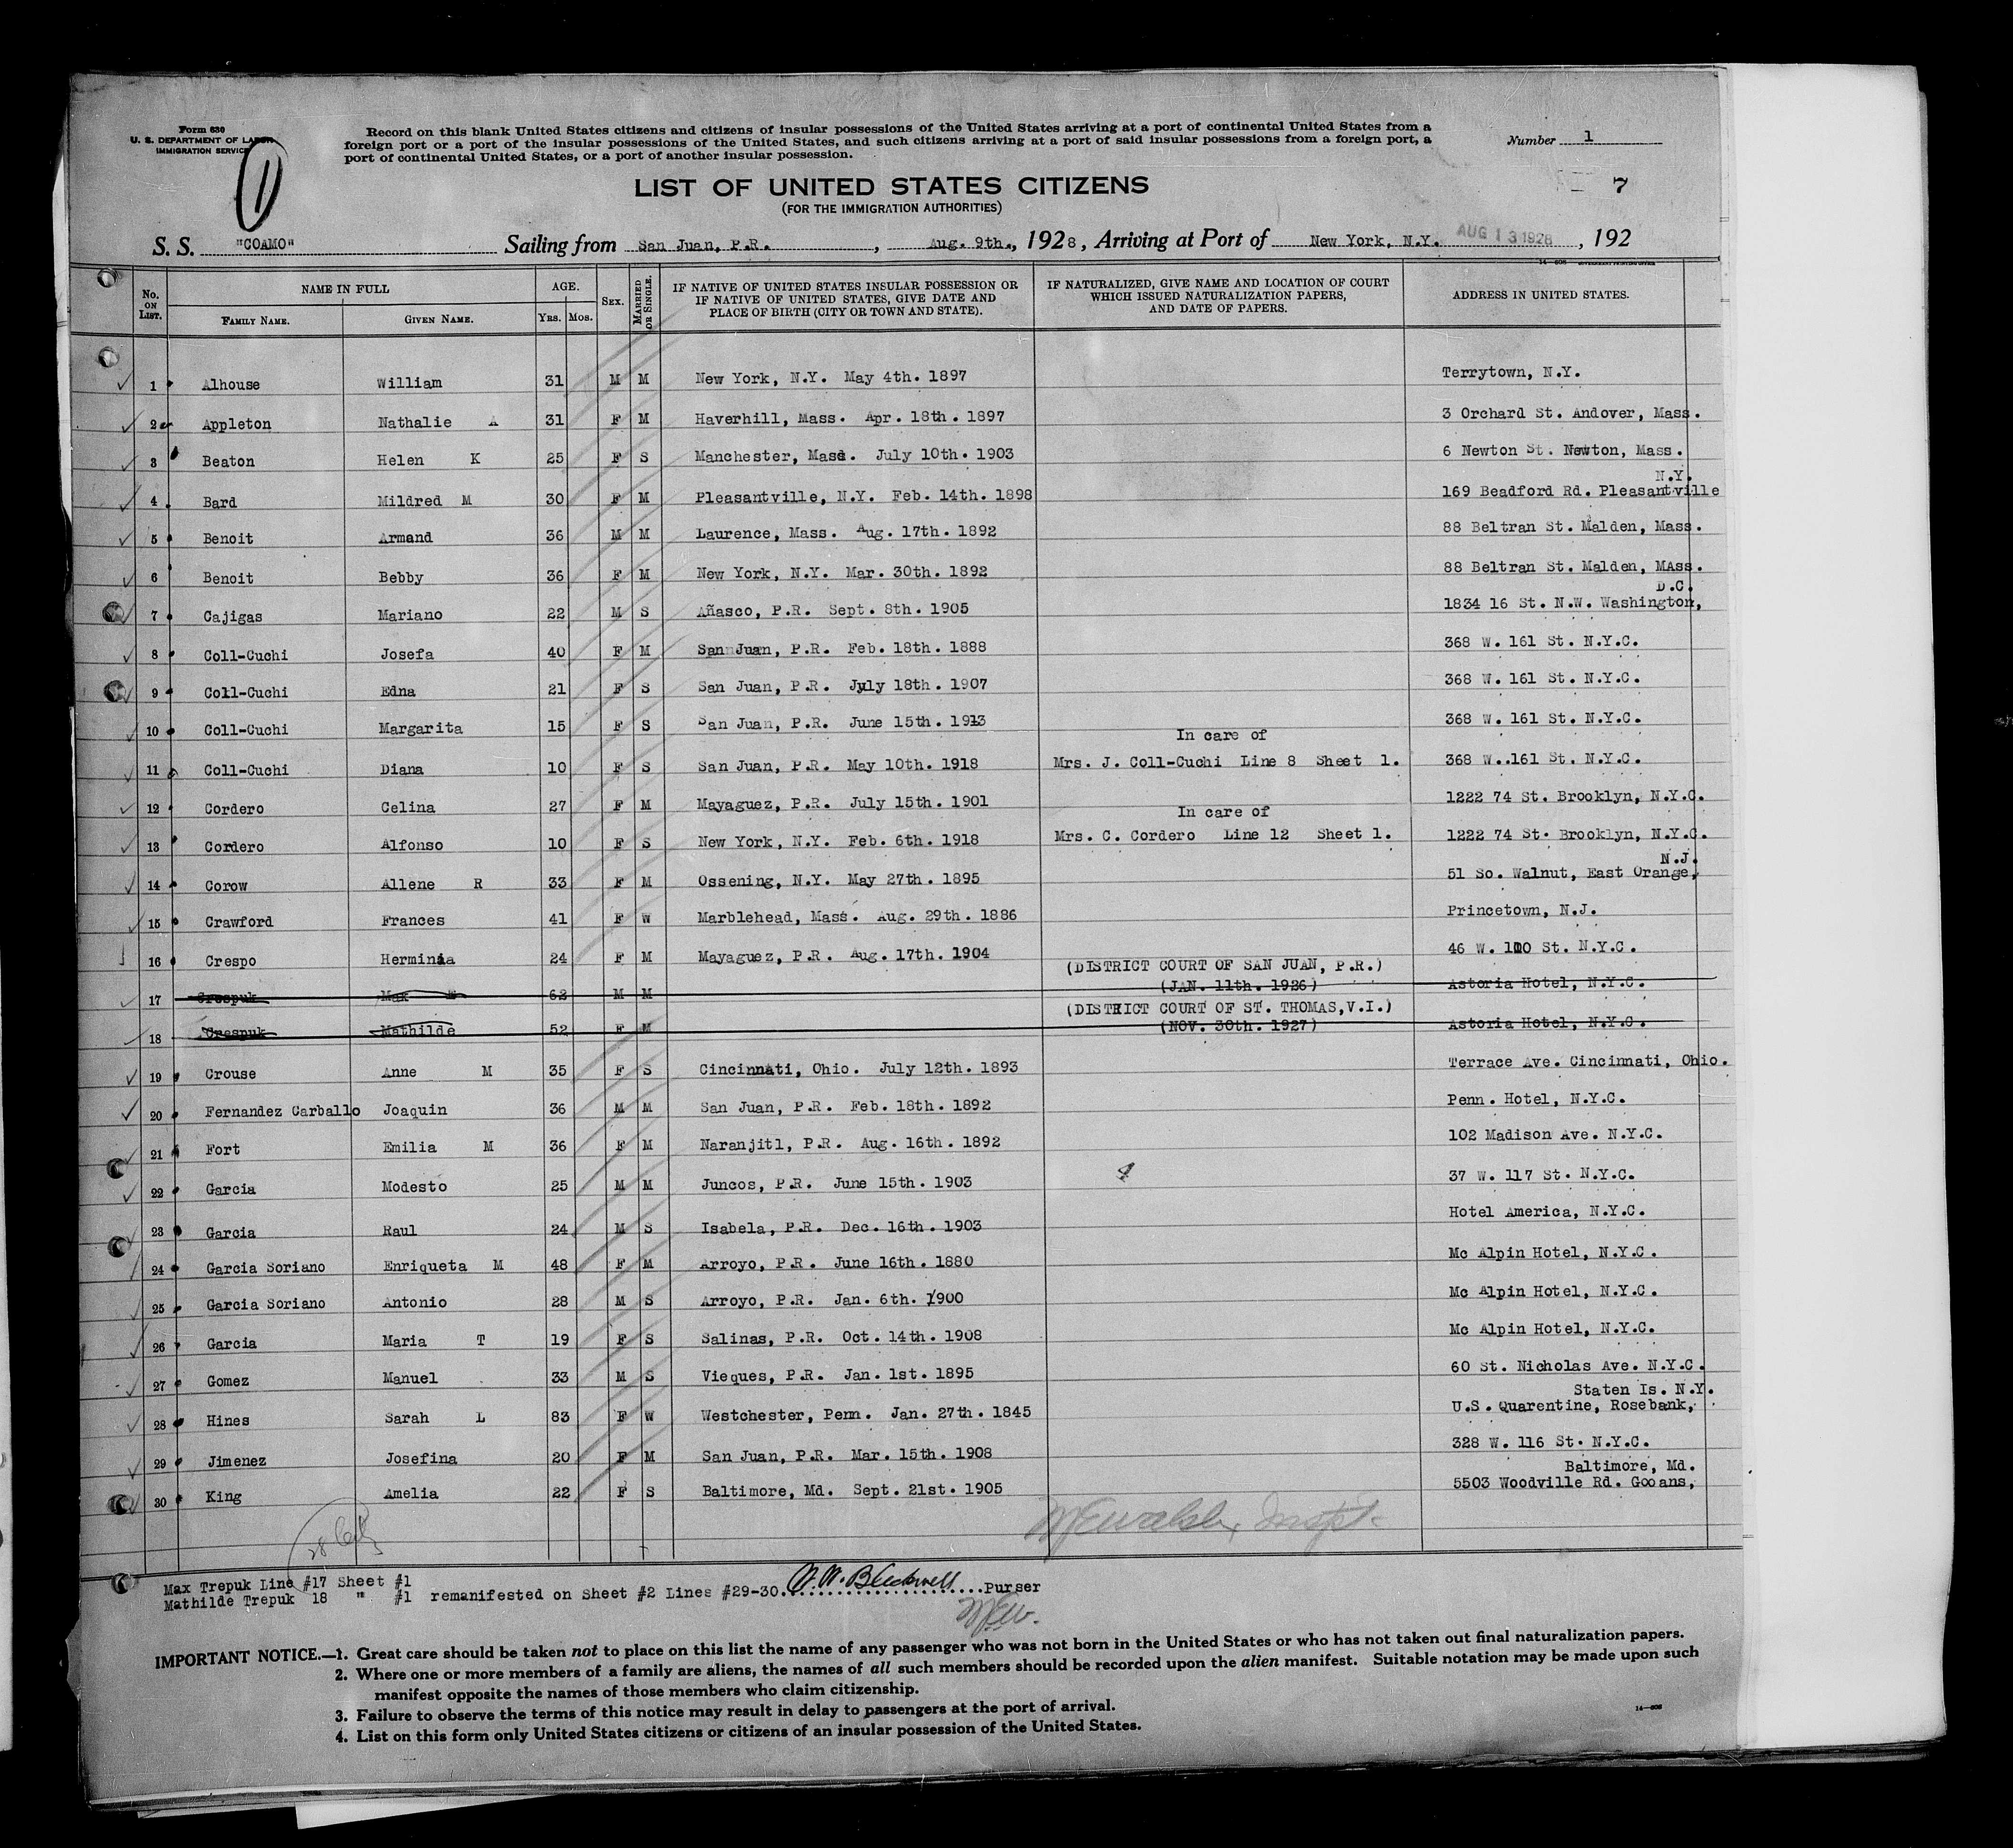 Form 630
U. S. DEPARTMENT OF LABOR
IMMIGRATION SERVICE
1
Record on this blank United States citizens and citizens of insular possessions of the United States arriving at a port of continental United States from a
foreign port or a port of the insular possessions of the United States, and such citizens arriving at a port of said insular possessions from a foreign port, a
port of continental United States, or a port of another insular possession.
Number 1
7
LIST OF UNITED STATES CITIZENS
(FOR THE IMMIGRATION AUTHORITIES)
S. S. "COAMO" Sailing from San Juan, P.R. , Aug. 9th., 1928, Arriving at Port of New York, N.Y. AUG 13 1928 , 192
14—608 GOVERNMENT PRINTING OFFICE
No. ON LIST. NAME IN FULL FAMILY NAME. GIVEN NAME. AGE. YRS. MOS. SEX. MARRIED OR SINGLE. IF NATIVE OF UNITED STATES INSULAR POSSESSION OR IF NATIVE OF UNITED STATES, GIVE DATE AND PLACE OF BIRTH (CITY OR TOWN AND STATE). IF NATURALIZED, GIVE NAME AND LOCATION OF COURT WHICH ISSUED NATURALIZATION PAPERS, AND DATE OF PAPERS. ADDRESS IN UNITED STATES.
1 Alhouse William 31 M M New York, N.Y. May 4th. 1897 Terrytown, N.Y.
2 Appleton Nathalie A 31 F M Haverhill, Mass. Apr. 18th. 1897 3 Orchard St. Andover, Mass.
3 Beaton Helen K 25 F S Manchester, Mass. July 10th. 1903 6 Newton St. Newton, Mass.
N.Y.
4 Bard Mildred M 30 F M Pleasantville, N.Y. Feb. 14th. 1898 169 Beadford Rd. Pleasantville
5 Benoit Armand 36 M M Laurence, Mass. Aug. 17th. 1892 88 Beltran St. Malden, Mass.
6 Benoit Bebby 36 F M New York, N.Y. Mar. 30th. 1892 88 Beltran St. Malden, MAss.
D.C.
7 Cajigas Mariano 22 M S Añasco, P.R. Sept. 8th. 1905 1834 16 St. N.W. Washington,
8 Coll-Cuchi Josefa 40 F M San Juan, P.R. Feb. 18th. 1888 368 W. 161 St. N.Y.C.
9 Coll-Cuchi Edna 21 F S San Juan, P.R. July 18th. 1907 368 W. 161 St. N.Y.C.
10 Coll-Cuchi Margarita 15 F S San Juan, P.R. June 15th. 1913 368 W. 161 St. N.Y.C.
In care of
11 Coll-Cuchi Diana 10 F S San Juan, P.R. May 10th. 1918 Mrs. J. Coll-Cuchi Line 8 Sheet 1. 368 W..161 St. N.Y.C.
12 Cordero Celina 27 F M Mayaguez, P.R. July 15th. 1901 1222 74 St. Brooklyn, N.Y.C.
In care of
13 Cordero Alfonso 10 F S New York, N.Y. Feb. 6th. 1918 Mrs. C. Cordero Line 12 Sheet 1. 1222 74 St. Brooklyn, N.Y.C.
N.J.
14 Corow Allene R 33 F M Ossening, N.Y. May 27th. 1895 51 So. Walnut, East Orange,
15 Crawford Frances 41 F W Marblehead, Mass. Aug. 29th. 1886 Princetown, N.J.
16 Crespo Herminia 24 F M Mayaguez, P.R. Aug. 17th. 1904 46 W. 110 St. N.Y.C.
(DISTRICT COURT OF SAN JUAN, P.R.)
17 Crespuk Max 62 M M (JAN. 11th. 1926) Astoria Hotel, N.Y.C.
(DISTRICT COURT OF ST. THOMAS,V.I.)
18 Crespuk Mathilde 52 F M (NOV. 30th. 1927) Astoria Hotel, N.Y.C.
19 Crouse Anne M 35 F S Cincinnati, Ohio. July 12th. 1893 Terrace Ave. Cincinnati, Ohio.
20 Fernandez Carballo Joaquin 36 M M San Juan, P.R. Feb. 18th. 1892 Penn. Hotel, N.Y.C.
21 Fort Emilia M 36 F M Naranjitl, P.R. Aug. 16th. 1892 102 Madison Ave. N.Y.C.
22 Garcia Modesto 25 M M Juncos, P.R. June 15th. 1903 37 W. 117 St. N.Y.C.
23 Garcia Raul 24 M S Isabela, P.R. Dec. 16th. 1903 Hotel America, N.Y.C.
24 Garcia Soriano Enriqueta M 48 F M Arroyo, P.R. June 16th. 1880 Mc Alpin Hotel, N.Y.C.
25 Garcia Soriano Antonio 28 M S Arroyo, P.R. Jan. 6th. 1900 Mc Alpin Hotel, N.Y.C.
26 Garcia Maria T 19 F S Salinas, P.R. Oct. 14th. 1908 Mc Alpin Hotel, N.Y.C.
27 Gomez Manuel 33 M S Vieques, P.R. Jan. 1st. 1895 60 St. Nicholas Ave. N.Y.C.
Staten Is. N.Y.
28 Hines Sarah L 83 F W Westchester, Penn. Jan. 27th. 1845 U.S. Quarentine, Rosebank,
29 Jimenez Josefina 20 F M San Juan, P.R. Mar. 15th. 1908 328 W. 116 St. N.Y.C.
Baltimore, Md.
30 King Amelia 22 F S Baltimore, Md. Sept. 21st. 1905 5503 Woodville Rd. Gooans,
Max Trepuk Line #17 Sheet #1
Mathilde Trepuk 18 " #1 remanifested on Sheet #2 Lines #29-30. Purser
IMPORTANT NOTICE.—1. Great care should be taken not to place on this list the name of any passenger who was not born in the United States or who has not taken out final naturalization papers.
2. Where one or more members of a family are aliens, the names of all such members should be recorded upon the alien manifest. Suitable notation may be made upon such
manifest opposite the names of those members who claim citizenship.
3. Failure to observe the terms of this notice may result in delay to passengers at the port of arrival.
4. List on this form only United States citizens or citizens of an insular possession of the United States.
14—608